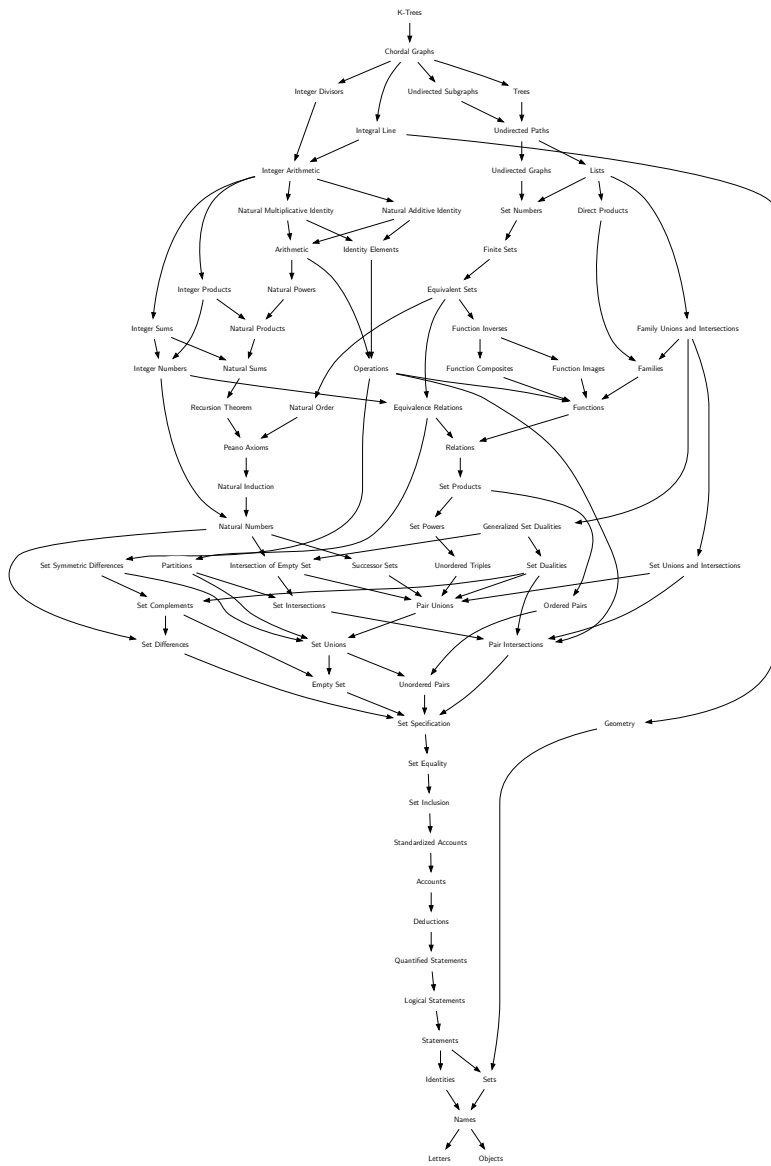 K-Trees
Chordal Graphs
Integer Divisors
Undirected Subgraphs
Trees
Integral Line
Undirected Paths
Integer Arithmetic
Undirected Graphs
Lists
Natural Multiplicative Identity
Natural Additive Identity
Set Numbers
Direct Products
Arithmetic
Identity Elements
Finite Sets
Integer Products
Natural Powers
Equivalent Sets
Integer Sums
Natural Products
Function Inverses
Family Unions and Intersections
Integer Numbers
Natural Sums
Operations
Function Composites
Function Images
Families
Recursion Theorem
Natural Order
Equivalence Relations
Functions
Peano Axioms
Relations
Natural Induction
Set Products
Natural Numbers
Set Powers
Generalized Set Dualities
Set Symmetric Differences
Partitions
Intersection of Empty Set
Successor Sets
Unordered Triples
Set Dualities
Set Unions and Intersections
Set Complements
Set Intersections
Pair Unions
Ordered Pairs
Set Differences
Set Unions
Pair Intersections
Empty Set
Unordered Pairs
Set Specification
Geometry
Set Equality
Set Inclusion
Standardized Accounts
Accounts
Deductions
Quantified Statements
Logical Statements
Statements
Identities
Sets
Names
Letters
Objects